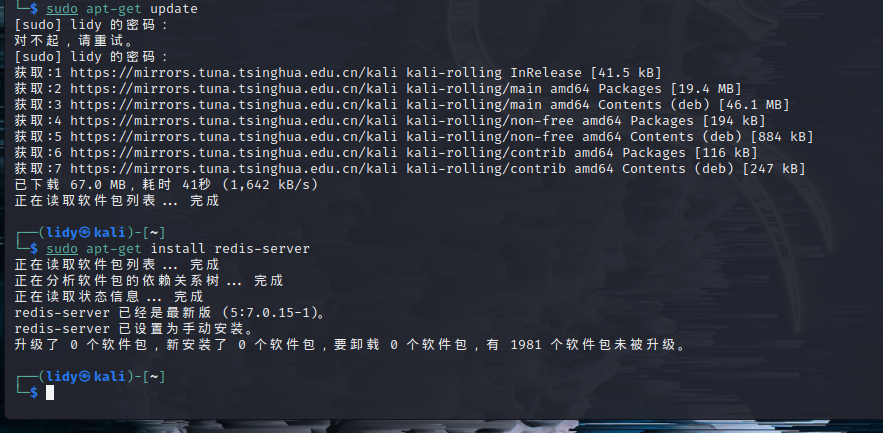 └─$ sudo apt-get update
[sudo] lidy 的密码：
对不起，请重试。
[sudo] lidy 的密码：
获取:1 https://mirrors.tuna.tsinghua.edu.cn/kali kali-rolling InRelease [41.5 kB]
获取:2 https://mirrors.tuna.tsinghua.edu.cn/kali kali-rolling/main amd64 Packages [19.4 MB]
获取:3 https://mirrors.tuna.tsinghua.edu.cn/kali kali-rolling/main amd64 Contents (deb) [46.1 MB]
获取:4 https://mirrors.tuna.tsinghua.edu.cn/kali kali-rolling/non-free amd64 Packages [194 kB]
获取:5 https://mirrors.tuna.tsinghua.edu.cn/kali kali-rolling/non-free amd64 Contents (deb) [884 kB]
获取:6 https://mirrors.tuna.tsinghua.edu.cn/kali kali-rolling/contrib amd64 Packages [116 kB]
获取:7 https://mirrors.tuna.tsinghua.edu.cn/kali kali-rolling/contrib amd64 Contents (deb) [247 kB]
已下载 67.0 MB，耗时 41秒 (1,642 kB/s)
正在读取软件包列表... 完成
┌──(lidy㉿kali)-[~]
└─$ sudo apt-get install redis-server
正在读取软件包列表... 完成
正在分析软件包的依赖关系树... 完成
正在读取状态信息... 完成
redis-server 已经是最新版 (5:7.0.15-1)。
redis-server 已设置为手动安装。
升级了 0 个软件包，新安装了 0 个软件包，要卸载 0 个软件包，有 1981 个软件包未被升级。
┌──(lidy㉿kali)-[~]
└─$